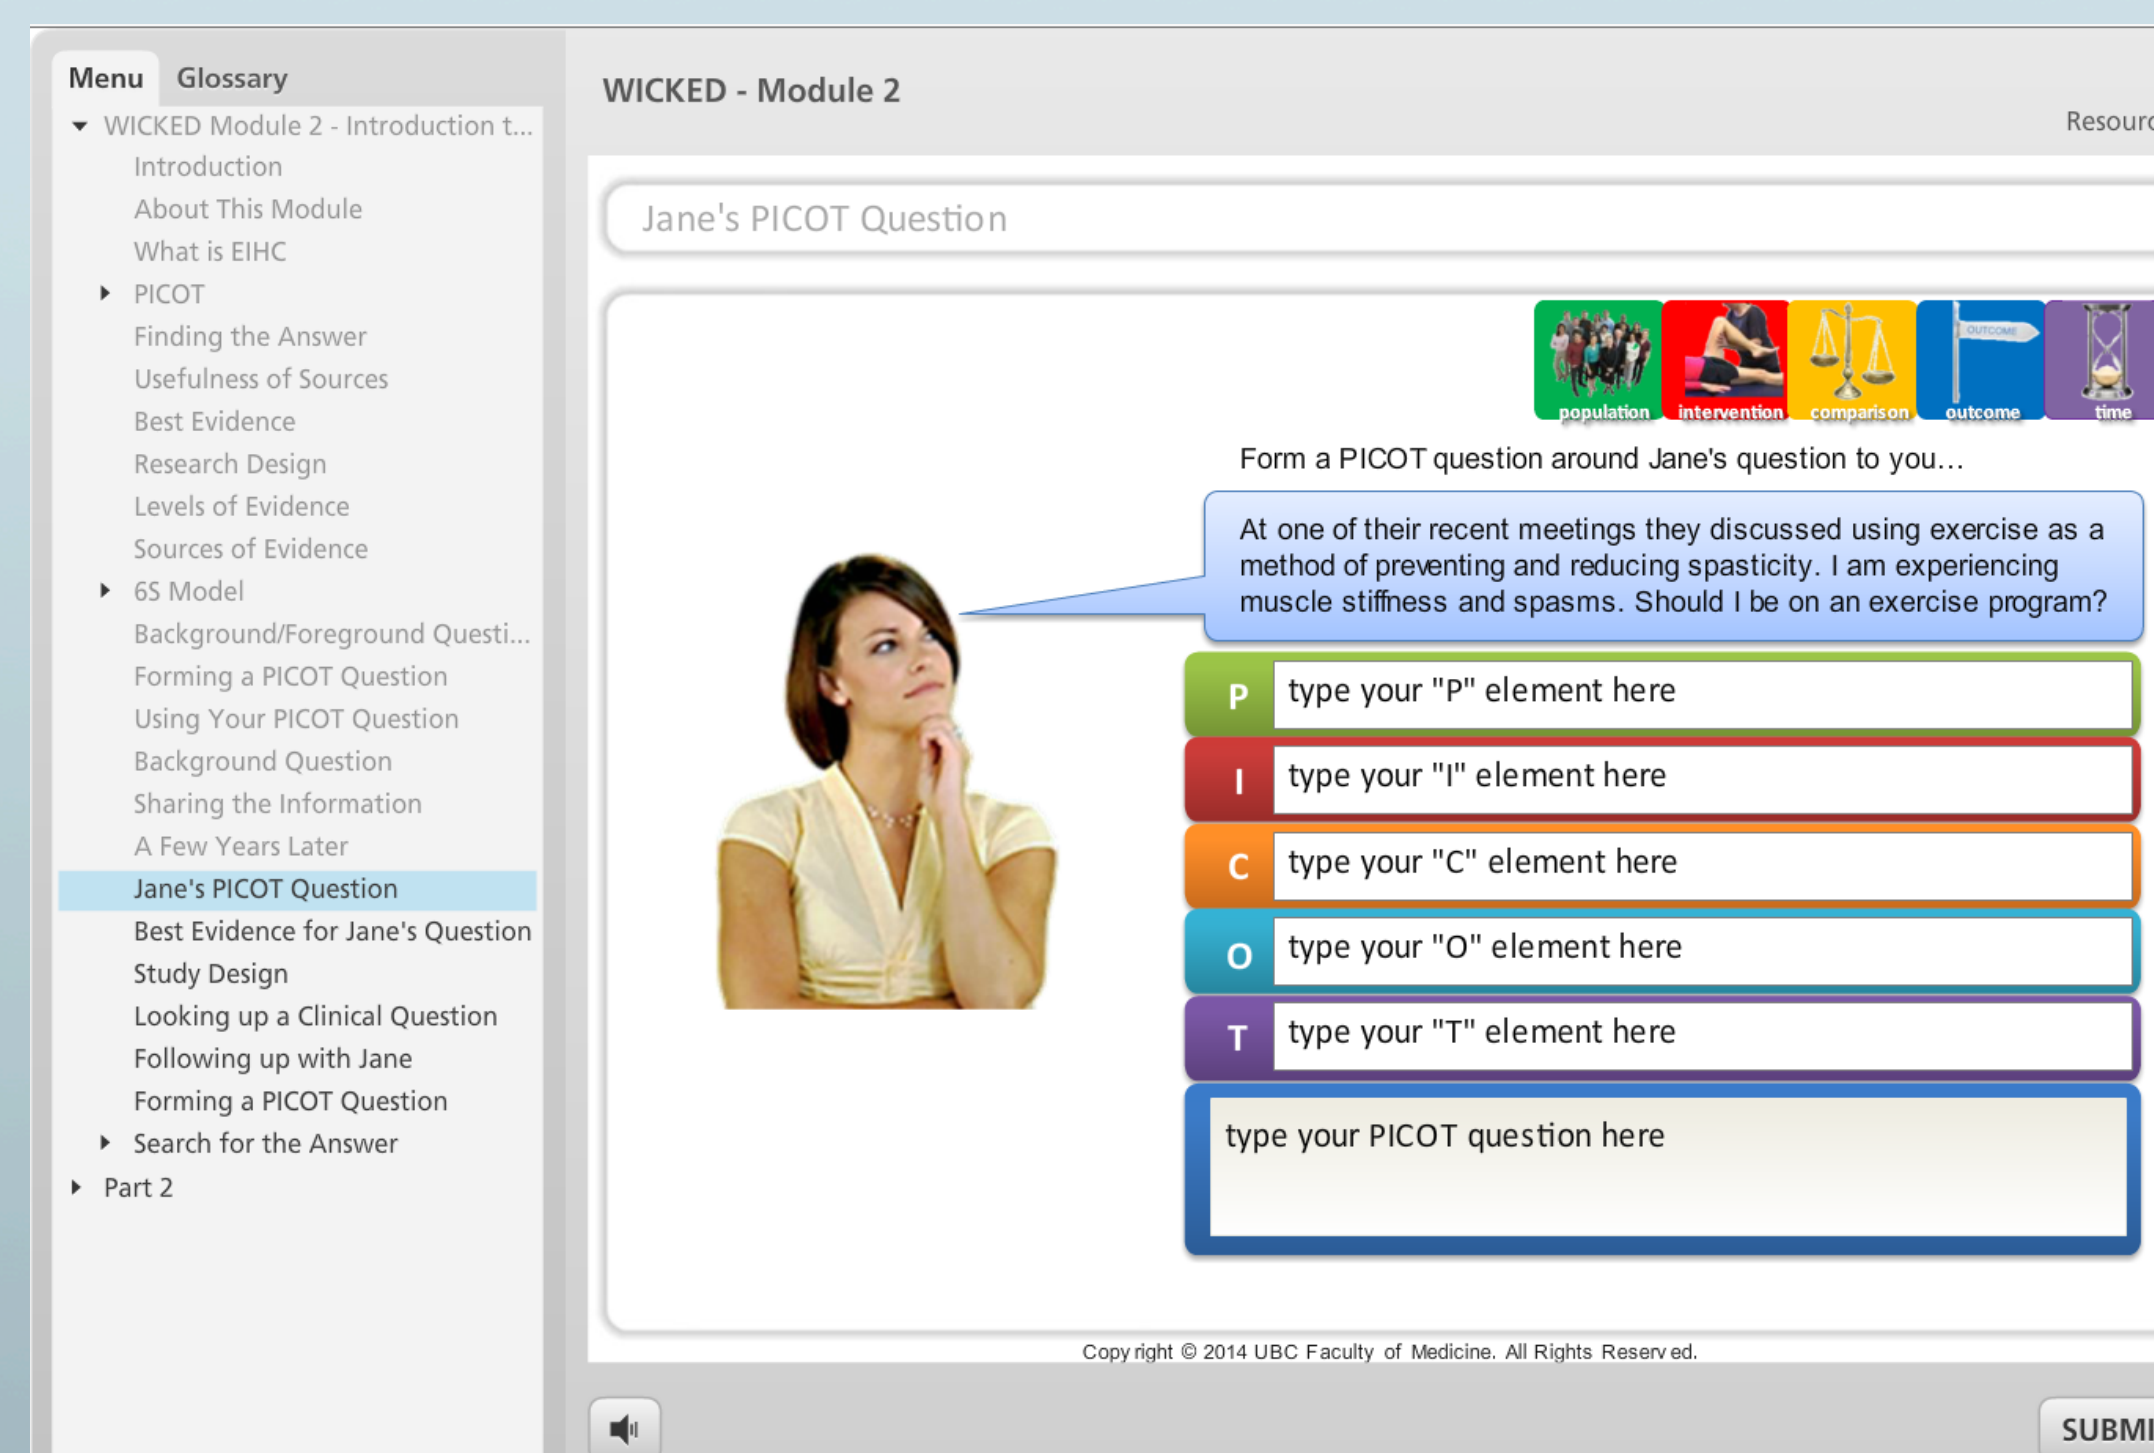 Menu Glossary
WICKED Module 2 - Introduction t...
Introduction
About This Module
What is EIHC
PICOT
Finding the Answer
Usefulness of Sources
Best Evidence
Research Design
Levels of Evidence
Sources of Evidence
6S Model
Background/Foreground Questi...
Forming a PICOT Question
Using Your PICOT Question
Background Question
Sharing the Information
A Few Years Later
Jane's PICOT Question
Best Evidence for Jane's Question
Study Design
Looking up a Clinical Question
Following up with Jane
Forming a PICOT Question
Search for the Answer
Part 2
WICKED - Module 2
Resourc
Jane's PICOT Question
OUTCOME
population intervention comparison outcome time
Form a PICOT question around Jane's question to you...
At one of their recent meetings they discussed using exercise as a
method of preventing and reducing spasticity. I am experiencing
muscle stiffness and spasms. Should I be on an exercise program?
P type your "P" element here
I type your "I" element here
C type your "C" element here
O type your "O" element here
T type your "T" element here
type your PICOT question here
Copyright © 2014 UBC Faculty of Medicine. All Rights Reserved.
SUBMI